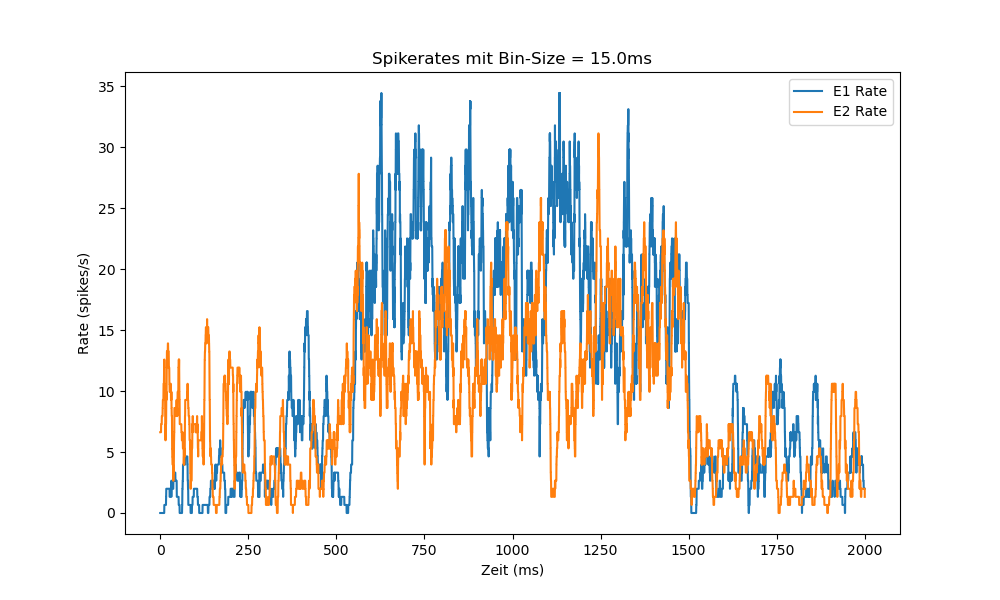 Spikerates mit Bin-Size = 15.0ms
E1 Rate
E2 Rate
Rate (spikes/s)
35
30
25
20
15
10
5
0
0 250 500 750 1000 1250 1500 1750 2000
Zeit (ms)